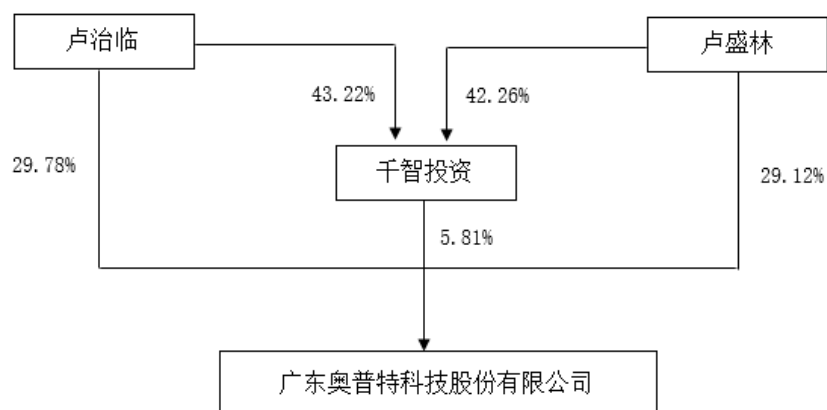 卢治临
卢盛林
43.22%
42.26%
29.78%
千智投资
29.12%
5.81%
广东奥普特科技股份有限公司